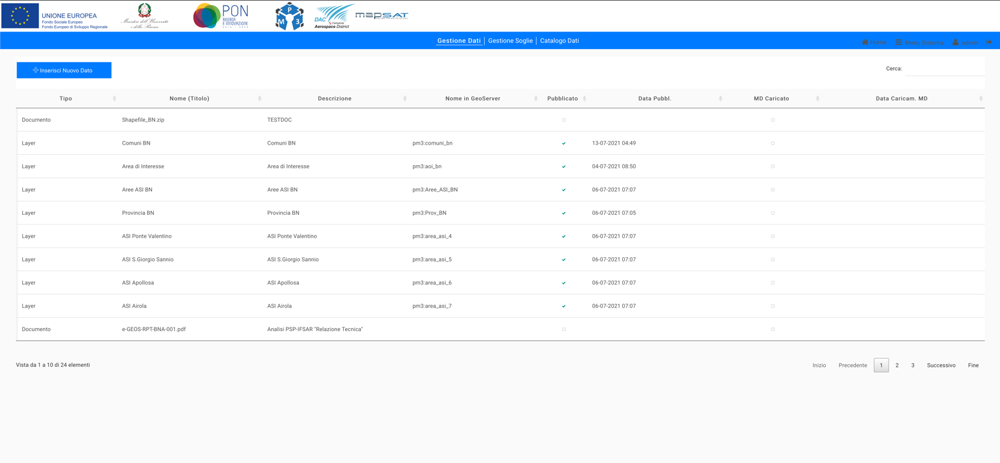 UNIONE EUROPEA
Fondo Sociale Europeo
Fondo Europeo di Sviluppo Regionale
Ministero dell'Università
e della Ricerca
PON
RICERCA
E INNOVAZIONE
2014 - 2020
P
M 3
DAC
Campania
Aerospace District
mapsat
Gestione Dati | Gestione Soglie | Catalogo Dati
Home Menu Sistema admin
Inserisci Nuovo Dato
Cerca:
Tipo Nome (Titolo) Descrizione Nome in GeoServer Pubblicato Data Pubbl. MD Caricato Data Caricam. MD
Documento Shapefile_BN.zip TESTDOC
Layer Comuni BN Comuni BN pm3:comuni_bn 13-07-2021 04:49
Layer Area di Interesse Area di Interesse pm3:aoi_bn 04-07-2021 08:50
Layer Aree ASI BN Aree ASI BN pm3:Aree_ASI_BN 06-07-2021 07:07
Layer Provincia BN Provincia BN pm3:Prov_BN 06-07-2021 07:05
Layer ASI Ponte Valentino ASI Ponte Valentino pm3:area_asi_4 06-07-2021 07:07
Layer ASI S.Giorgio Sannio ASI S.Giorgio Sannio pm3:area_asi_5 06-07-2021 07:07
Layer ASI Apollosa ASI Apollosa pm3:area_asi_6 06-07-2021 07:07
Layer ASI Airola ASI Airola pm3:area_asi_7 06-07-2021 07:07
Documento e-GEOS-RPT-BNA-001.pdf Analisi PSP-IFSAR "Relazione Tecnica"
Vista da 1 a 10 di 24 elementi
Inizio Precedente 1 2 3 Successivo Fine